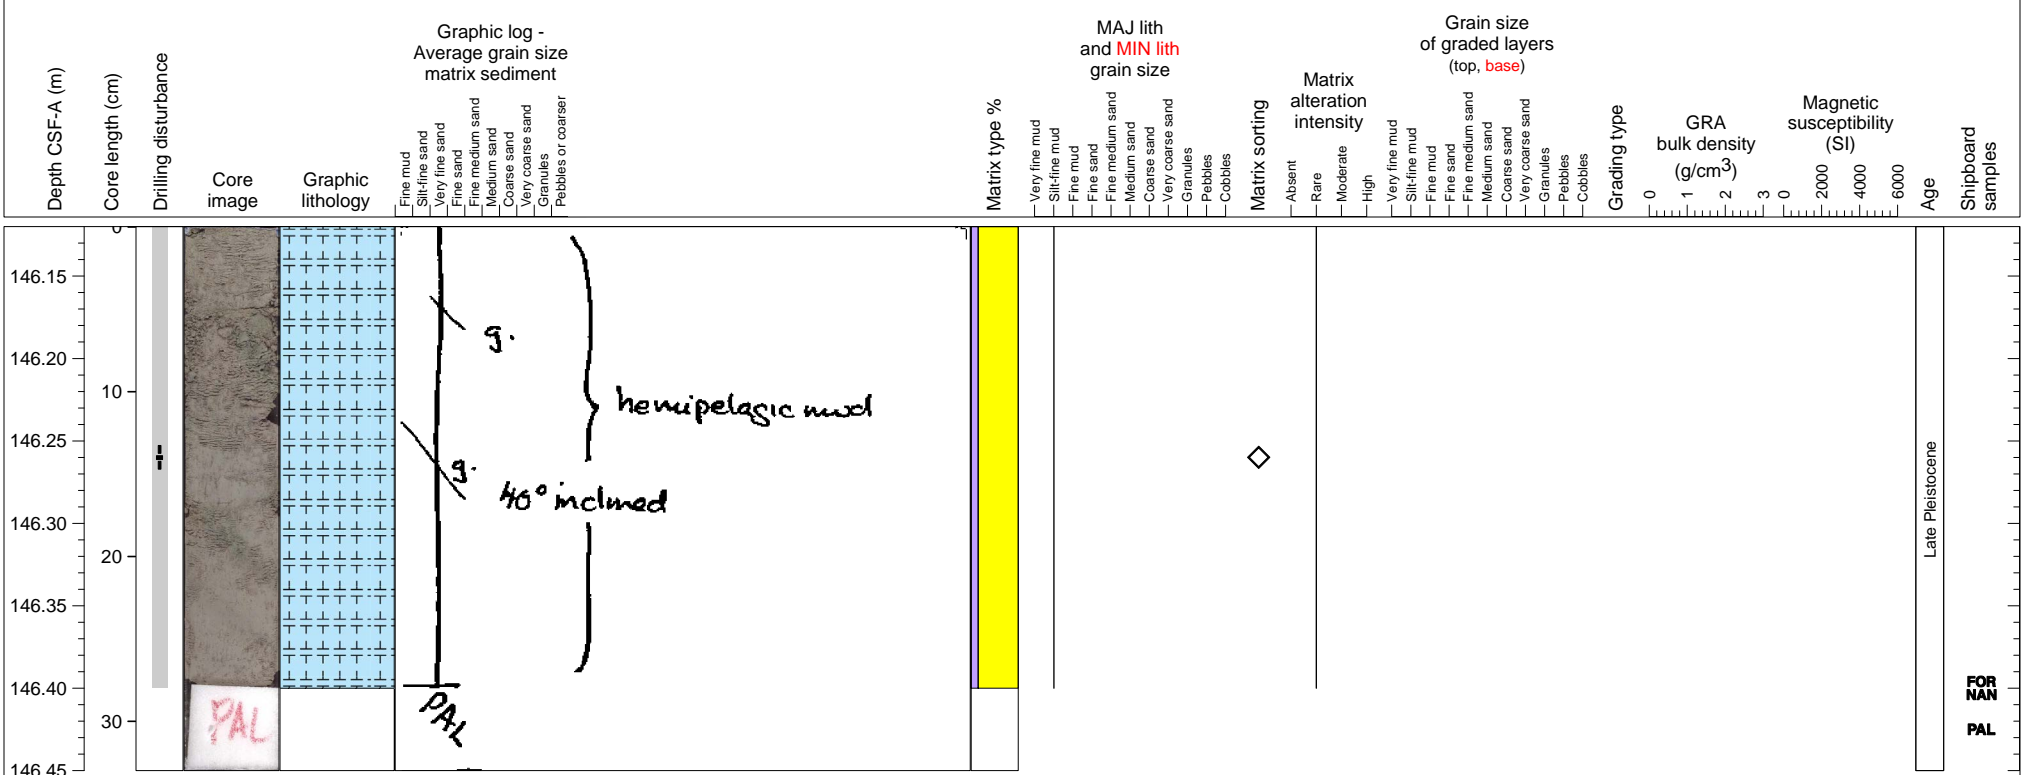 Depth CSF-A (m)
Core length (cm)
Drilling disturbance
Core
image
Graphic
lithology
Graphic log -
Average grain size
matrix sediment
Fine mud
Silt-fine sand
Very fine sand
Fine sand
Fine medium sand
Medium sand
Coarse sand
Very coarse sand
Granules
Pebbles or coarser
Matrix type %
MAJ lith
and MIN lith
grain size
Very fine mud
Silt-fine mud
Fine mud
Fine sand
Fine medium sand
Medium sand
Coarse sand
Very coarse sand
Granules
Pebbles
Cobbles
Matrix sorting
Matrix
alteration
intensity
Absent
Rare
Moderate
High
Grain size
of graded layers
(top, base)
Very fine mud
Silt-fine mud
Fine mud
Fine sand
Fine medium sand
Medium sand
Coarse sand
Very coarse sand
Granules
Pebbles
Cobbles
Grading type
GRA
bulk density
(g/cm3)
0 1 2 3
Magnetic
susceptibility
(SI)
0 2000 4000 6000
Age
Shipboard
samples
0
146.15
g.
146.20
10
hemipelagic mud
146.25
g.
40° inclined
146.30
20
146.35
Late Pleistocene
146.40
FOR
NAN
PAL
PAL
30
PAL
146.45